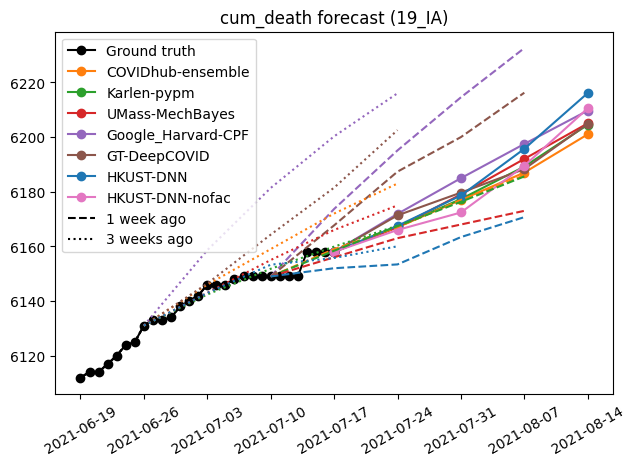 cum_death forecast (19_IA)
Ground truth
COVIDhub-ensemble
Karlen-pypm
UMass-MechBayes
Google_Harvard-CPF
GT-DeepCOVID
HKUST-DNN
HKUST-DNN-nofac
1 week ago
3 weeks ago
6220
6200
6180
6160
6140
6120
2021-06-19
2021-06-26
2021-07-03
2021-07-10
2021-07-17
2021-07-24
2021-07-31
2021-08-07
2021-08-14